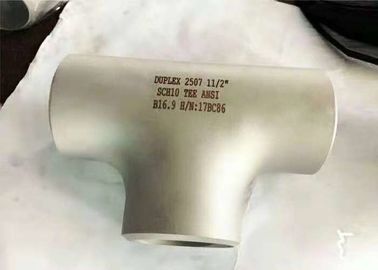 DUPLEX 2507 11/2"
SCH10 TEE ANSI
B16.9 H/N:17BC86